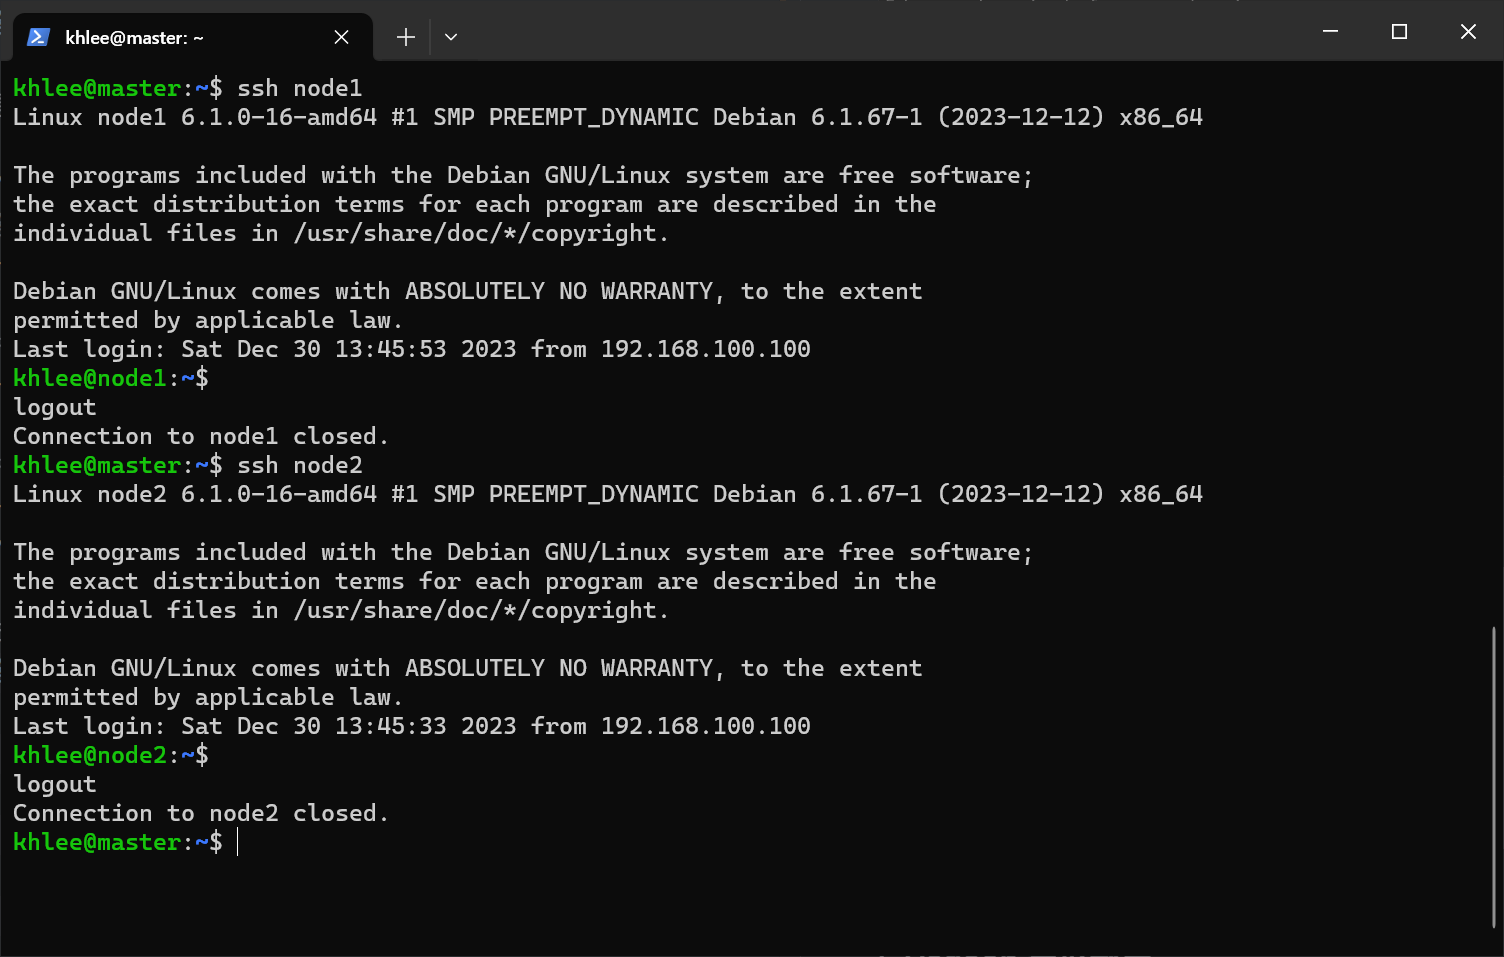 khlee@master: ~
khlee@master:~$ ssh node1
Linux node1 6.1.0-16-amd64 #1 SMP PREEMPT_DYNAMIC Debian 6.1.67-1 (2023-12-12) x86_64
The programs included with the Debian GNU/Linux system are free software;
the exact distribution terms for each program are described in the
individual files in /usr/share/doc/*/copyright.
Debian GNU/Linux comes with ABSOLUTELY NO WARRANTY, to the extent
permitted by applicable law.
Last login: Sat Dec 30 13:45:53 2023 from 192.168.100.100
khlee@node1:~$
logout
Connection to node1 closed.
khlee@master:~$ ssh node2
Linux node2 6.1.0-16-amd64 #1 SMP PREEMPT_DYNAMIC Debian 6.1.67-1 (2023-12-12) x86_64
The programs included with the Debian GNU/Linux system are free software;
the exact distribution terms for each program are described in the
individual files in /usr/share/doc/*/copyright.
Debian GNU/Linux comes with ABSOLUTELY NO WARRANTY, to the extent
permitted by applicable law.
Last login: Sat Dec 30 13:45:33 2023 from 192.168.100.100
khlee@node2:~$
logout
Connection to node2 closed.
khlee@master:~$